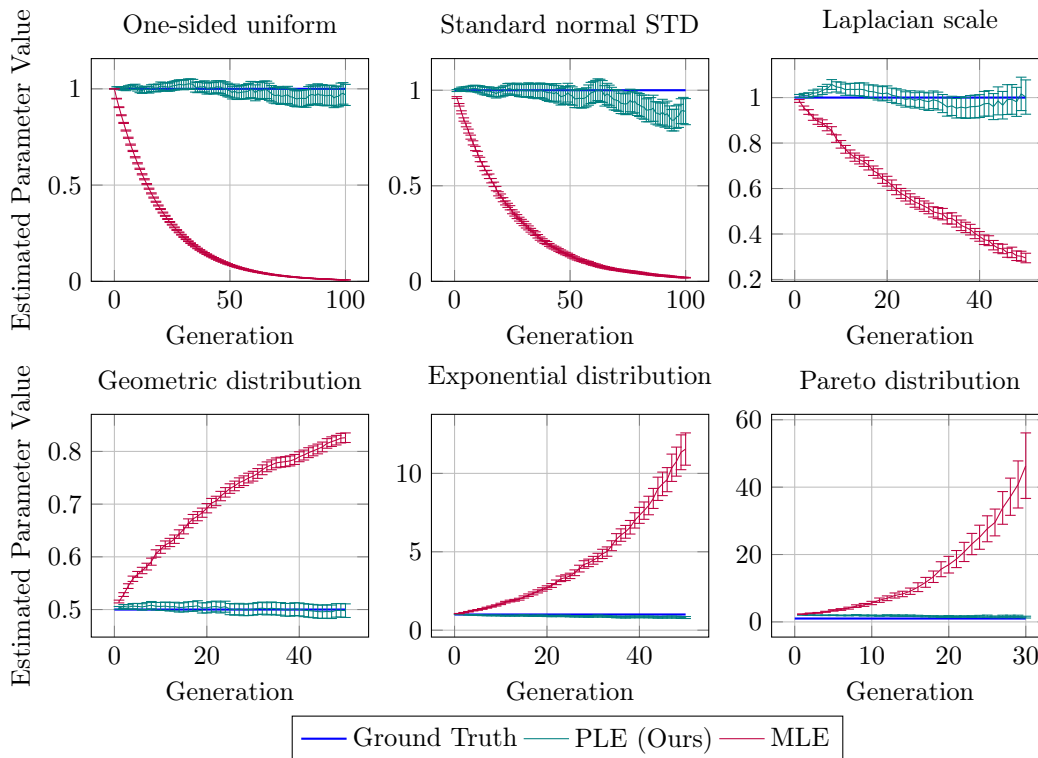 One-sided uniform
Standard normal STD
Laplacian scale
Estimated Parameter Value
1
0.5
0
0
50
100
Generation
1
0.5
0
0
50
100
Generation
1
0.8
0.6
0.4
0.2
0
20
40
Generation
Geometric distribution
Exponential distribution
Pareto distribution
Estimated Parameter Value
0.8
0.7
0.6
0.5
0
20
40
Generation
10
5
0
0
20
40
Generation
60
40
20
0
0
10
20
30
Generation
Ground Truth PLE (Ours) MLE